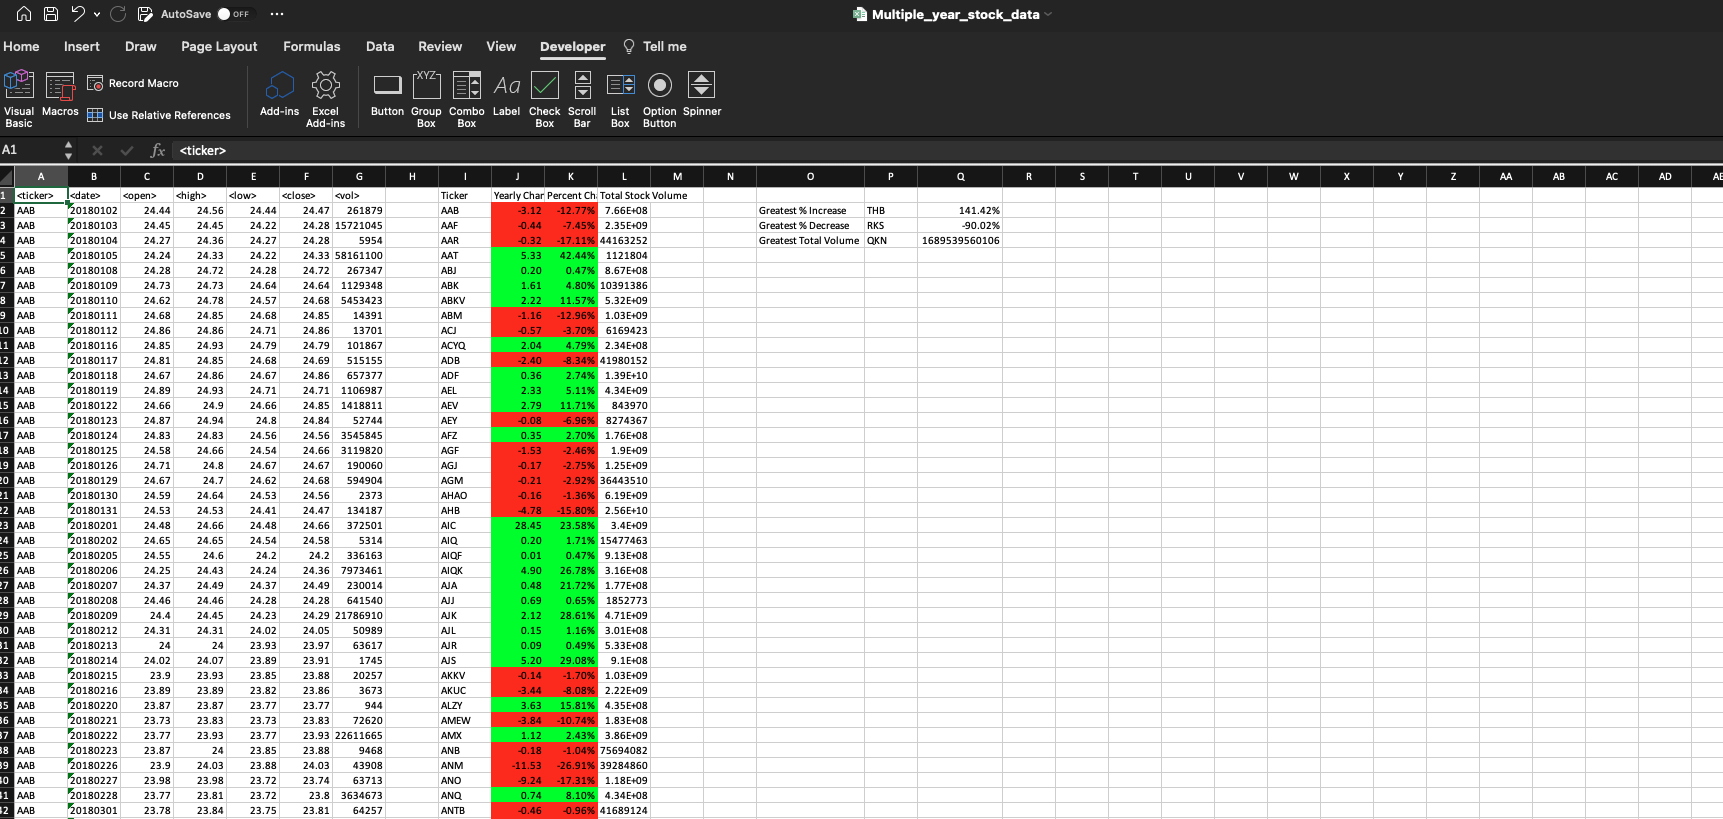 AutoSave OFF ... Multiple_year_stock_data
Home Insert Draw Page Layout Formulas Data Review View Developer Tell me
Visual Basic Macros Record Macro Use Relative References Add-ins Excel Add-ins Button XYZ Group Box Combo Box Aa Label Check Box Scroll Bar List Box Option Button Spinner
A1 fx <ticker>
A B C D E F G H I J K L M N O P Q R S T U V W X Y Z AA AB AC AD AE
1 <ticker> <date> <open> <high> <low> <close> <vol> Ticker Yearly Char Percent Ch Total Stock Volume
2 AAB 20180102 24.44 24.56 24.44 24.47 261879 AAB -3.12 -12.77% 7.66E+08 Greatest % Increase THB 141.42%
3 AAB 20180103 24.45 24.45 24.22 24.28 15721045 AAF -0.44 -7.45% 2.35E+09 Greatest % Decrease RKS -90.02%
4 AAB 20180104 24.27 24.36 24.27 24.28 5954 AAR -0.32 -17.11% 44163252 Greatest Total Volume QKN 1689539560106
5 AAB 20180105 24.24 24.33 24.22 24.33 58161100 AAT 5.33 42.44% 1121804
6 AAB 20180108 24.28 24.72 24.28 24.72 267347 ABJ 0.20 0.47% 8.67E+08
7 AAB 20180109 24.73 24.73 24.64 24.64 1129348 ABK 1.61 4.80% 10391386
8 AAB 20180110 24.62 24.78 24.57 24.68 5453423 ABKV 2.22 11.57% 5.32E+09
9 AAB 20180111 24.68 24.85 24.68 24.85 14391 ABM -1.16 -12.96% 1.03E+09
10 AAB 20180112 24.86 24.86 24.71 24.86 13701 ACJ -0.57 -3.70% 6169423
11 AAB 20180116 24.85 24.93 24.79 24.79 101867 ACYQ 2.04 4.79% 2.34E+08
12 AAB 20180117 24.81 24.85 24.68 24.69 515155 ADB -2.40 -8.34% 41980152
13 AAB 20180118 24.67 24.86 24.67 24.86 657377 ADF 0.36 2.74% 1.39E+10
14 AAB 20180119 24.89 24.93 24.71 24.71 1106987 AEL 2.33 5.11% 4.34E+09
15 AAB 20180122 24.66 24.9 24.66 24.85 1418811 AEV 2.79 11.71% 843970
16 AAB 20180123 24.87 24.94 24.8 24.84 52744 AEY -0.08 -6.96% 8274367
17 AAB 20180124 24.83 24.83 24.56 24.56 3545845 AFZ 0.35 2.70% 1.76E+08
18 AAB 20180125 24.58 24.66 24.54 24.66 3119820 AGF -1.53 -2.46% 1.9E+09
19 AAB 20180126 24.71 24.8 24.67 24.67 190060 AGJ -0.17 -2.75% 1.25E+09
20 AAB 20180129 24.67 24.7 24.62 24.68 594904 AGM -0.21 -2.92% 36443510
21 AAB 20180130 24.59 24.64 24.53 24.56 2373 AHAO -0.16 -1.36% 6.19E+09
22 AAB 20180131 24.53 24.53 24.41 24.47 134187 AHB -4.78 -15.80% 2.56E+10
23 AAB 20180201 24.48 24.66 24.48 24.66 372501 AIC 28.45 23.58% 3.4E+09
24 AAB 20180202 24.65 24.65 24.54 24.58 5314 AIQ 0.20 1.71% 15477463
25 AAB 20180205 24.55 24.6 24.2 24.2 336163 AIQF 0.01 0.47% 9.13E+08
26 AAB 20180206 24.25 24.43 24.24 24.36 7973461 AIQK 4.90 26.78% 3.16E+08
27 AAB 20180207 24.37 24.49 24.37 24.49 230014 AJA 0.48 21.72% 1.77E+08
28 AAB 20180208 24.46 24.46 24.28 24.28 641540 AJJ 0.69 0.65% 1852773
29 AAB 20180209 24.4 24.45 24.23 24.29 21786910 AJK 2.12 28.61% 4.71E+09
30 AAB 20180212 24.31 24.31 24.02 24.05 50989 AJL 0.15 1.16% 3.01E+08
31 AAB 20180213 24 24 23.93 23.97 63617 AJR 0.09 0.49% 5.33E+08
32 AAB 20180214 24.02 24.07 23.89 23.91 1745 AJS 5.20 29.08% 9.1E+08
33 AAB 20180215 23.9 23.93 23.85 23.88 20257 AKKV -0.14 -1.70% 1.03E+09
34 AAB 20180216 23.89 23.89 23.82 23.86 3673 AKUC -3.44 -8.08% 2.22E+09
35 AAB 20180220 23.87 23.87 23.77 23.77 944 ALZY 3.63 15.81% 4.35E+08
36 AAB 20180221 23.73 23.83 23.73 23.83 72620 AMEW -3.84 -10.74% 1.83E+08
37 AAB 20180222 23.77 23.93 23.77 23.93 22611665 AMX 1.12 2.43% 3.86E+09
38 AAB 20180223 23.87 24 23.85 23.88 9468 ANB -0.18 -1.04% 75694082
39 AAB 20180226 23.9 24.03 23.88 24.03 43908 ANM -11.53 -26.91% 39284860
40 AAB 20180227 23.98 23.98 23.72 23.74 63713 ANO -9.24 -17.31% 1.18E+09
41 AAB 20180228 23.77 23.81 23.72 23.8 3634673 ANQ 0.74 8.10% 4.34E+08
42 AAB 20180301 23.78 23.84 23.75 23.81 64257 ANTB -0.46 -0.96% 41689124